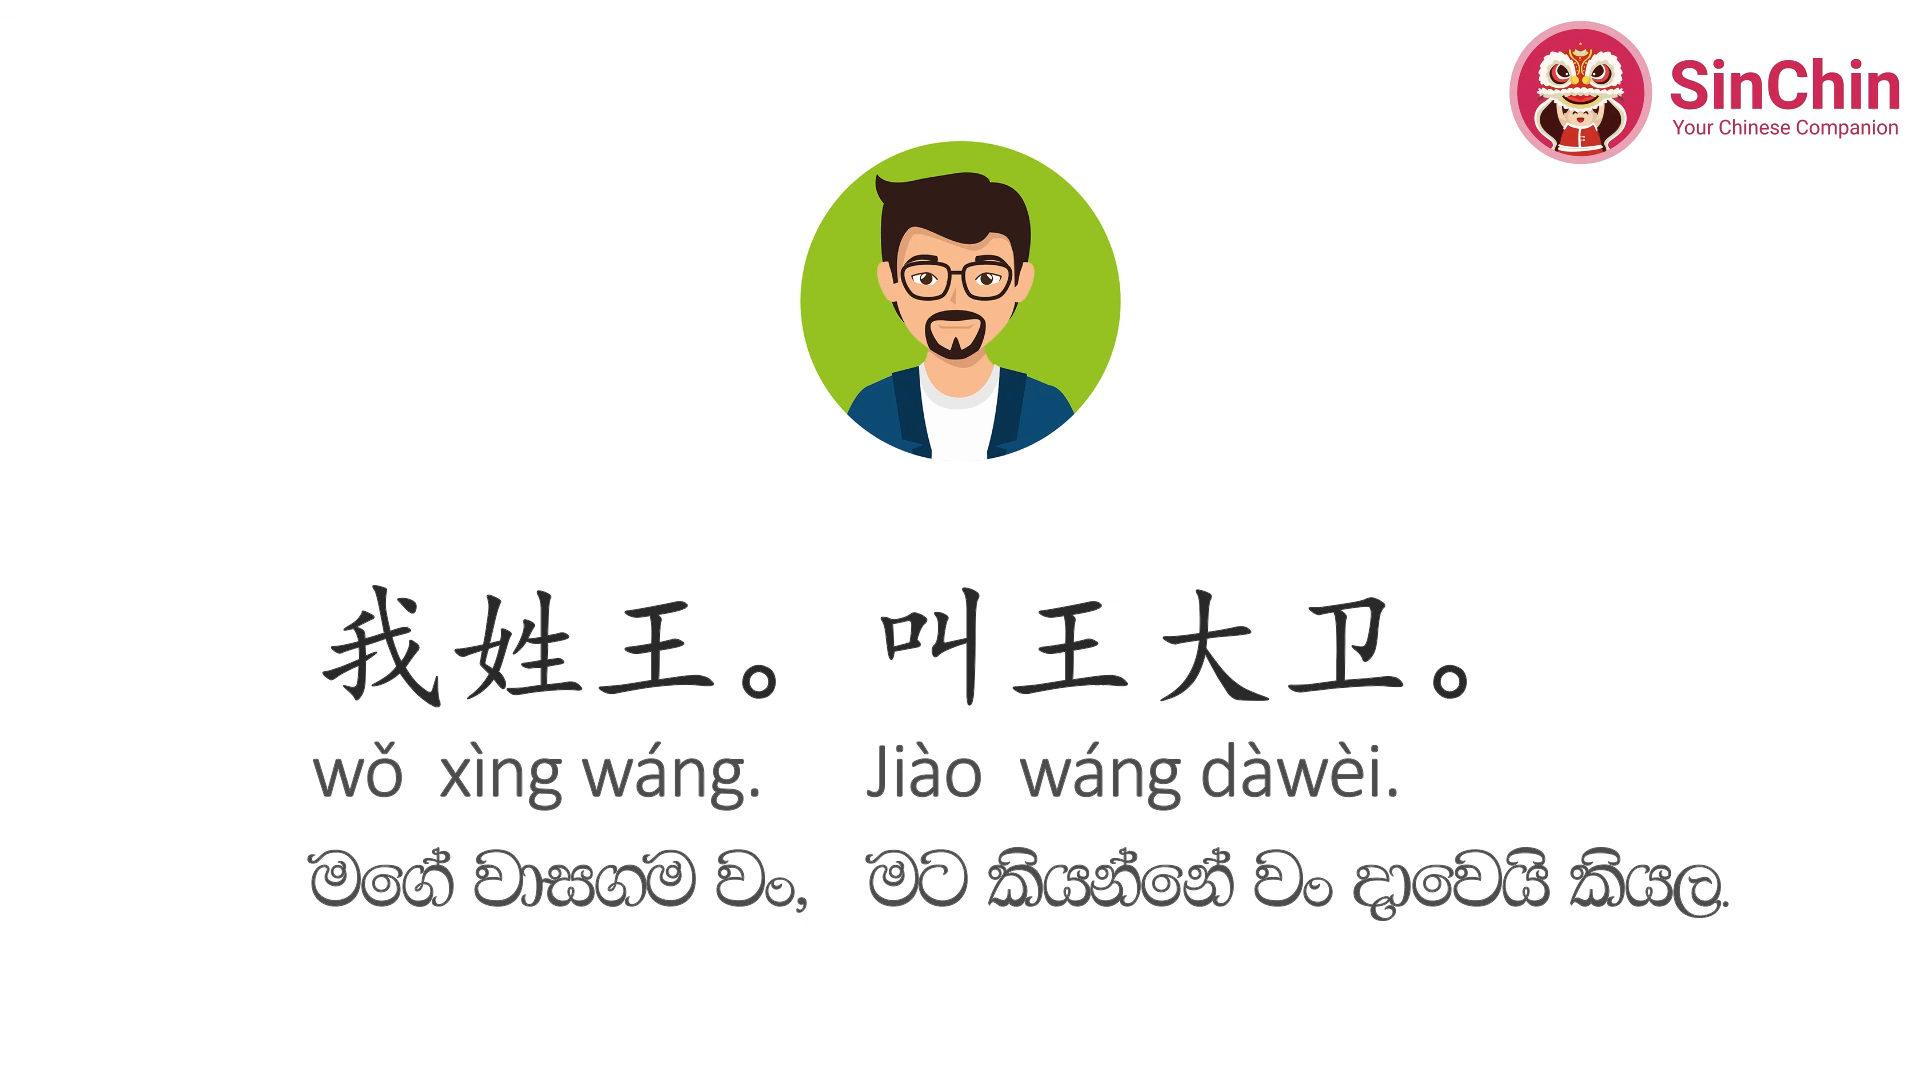 SinChin
Your Chinese Companion
我姓王。 叫王大卫。
wǒ xìng wáng. Jiào wáng dàwèi.
මගේ වාසගම වං, මට කියන්නේ වං දාවෙයි කියල.